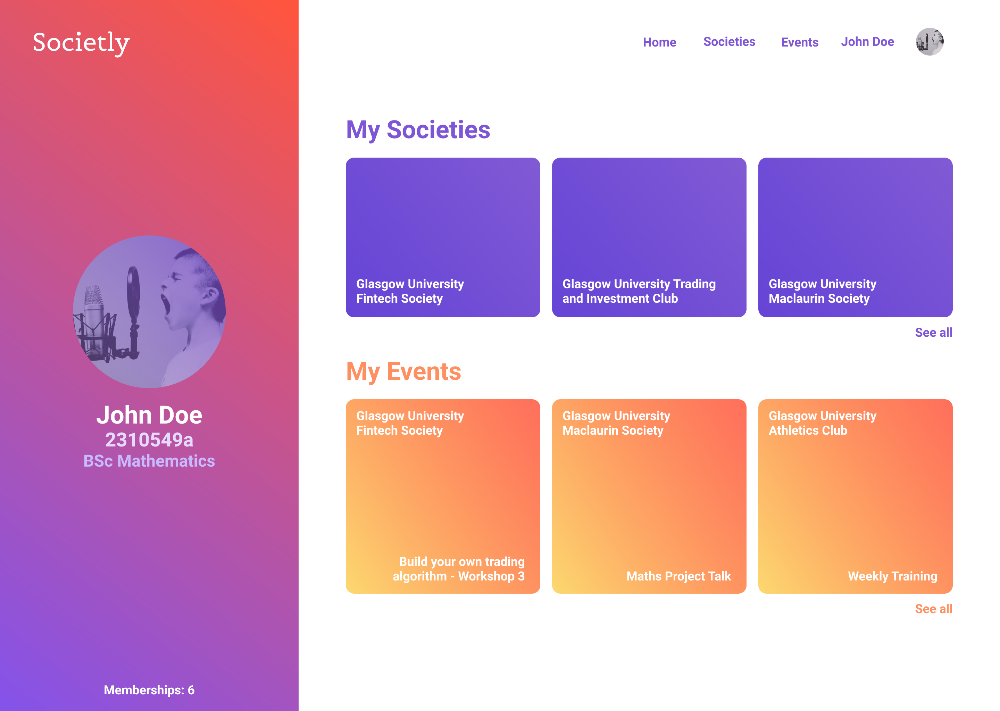 Societly
Home
Societies
Events
John Doe
John Doe
2310549a
BSc Mathematics
Memberships: 6
My Societies
Glasgow University
Fintech Society
Glasgow University Trading
and Investment Club
Glasgow University
Maclaurin Society
See all
My Events
Glasgow University
Fintech Society
Build your own trading
algorithm - Workshop 3
Glasgow University
Maclaurin Society
Maths Project Talk
Glasgow University
Athletics Club
Weekly Training
See all